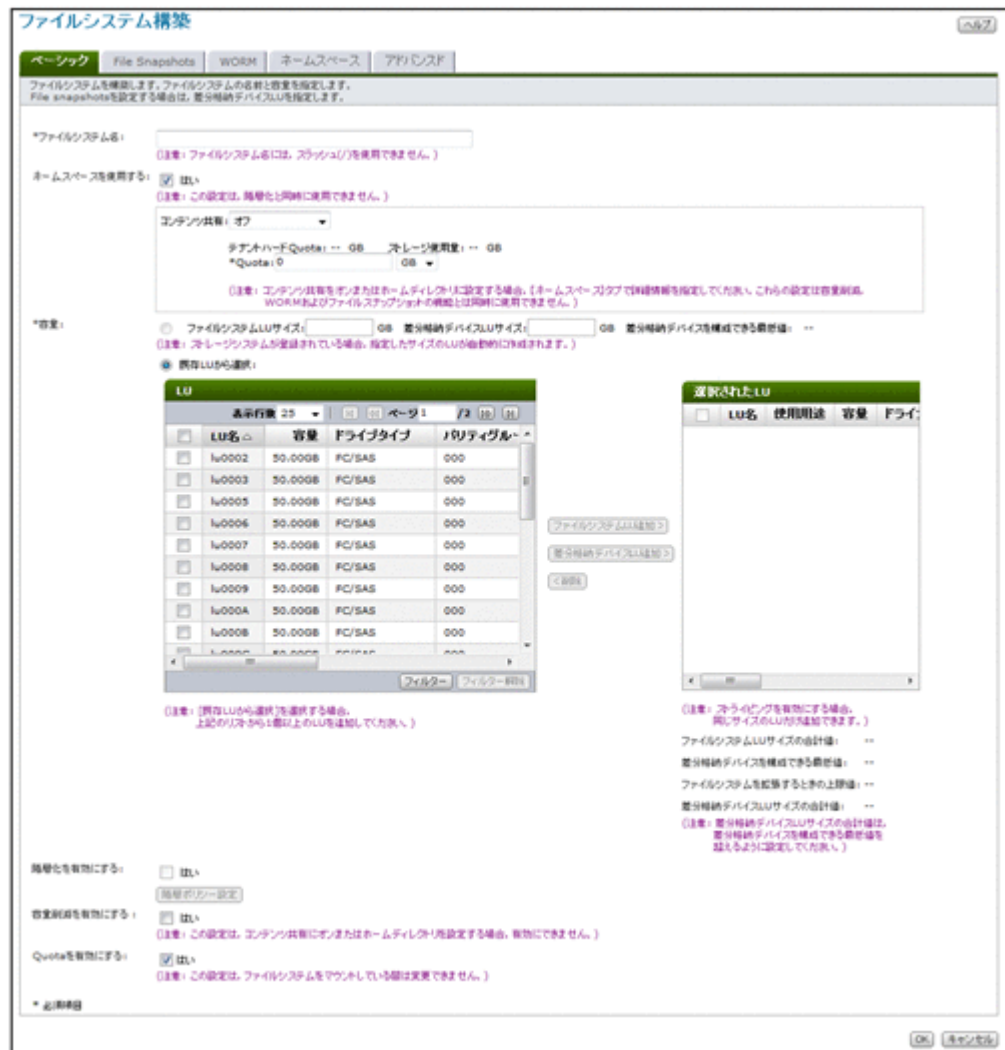 ファイルシステム構築
ヘルプ
ベーシック File Snapshots WORM ネームスペース アドバンスド
ファイルシステムを構築します。ファイルシステムの名前と容量を指定します。
File snapshotsを設定する場合は、差分格納デバイスLUを指定します。
*ファイルシステム名:
(注意: ファイルシステム名には、スラッシュ(/)を使用できません。)
ネームスペースを使用する: はい
(注意: この設定は、階層化と同時に使用できません。)
コンテンツ共有: オフ
テナントハードQuota: -- GB ストレージ使用量: -- GB
*Quota: 0 GB
(注意: コンテンツ共有をオンまたはホームディレクトリに設定する場合、[ネームスペース]タブで詳細情報を指定してください。これらの設定は容量削減、
WORMおよびファイルスナップショットの機能とは同時に使用できません。)
*容量: ファイルシステムLUサイズ: GB 差分格納デバイスLUサイズ: GB 差分格納デバイスを構成できる最低値: --
(注意: ストレージシステムが登録されている場合、指定したサイズのLUが自動的に作成されます。)
既存LUから選択:
LU
表示行数 25 ページ 1 /2
LU名 容量 ドライブタイプ パリティグルー
lu0002 50.00GB FC/SAS 000
lu0003 50.00GB FC/SAS 000
lu0005 50.00GB FC/SAS 000
lu0006 50.00GB FC/SAS 000
lu0007 50.00GB FC/SAS 000
lu0008 50.00GB FC/SAS 000
lu0009 50.00GB FC/SAS 000
lu000A 50.00GB FC/SAS 000
lu000B 50.00GB FC/SAS 000
lu000C 50.00GB FC/SAS 000
フィルター フィルター解除
(注意: [既存LUから選択]を選択する場合、
上記のリストから1個以上のLUを追加してください。)
ファイルシステムLU追加 >
差分格納デバイスLU追加 >
< 削除
選択されたLU
LU名 使用用途 容量 ドライ
(注意: ストライピングを有効にする場合、
同じサイズのLUだけ追加できます。)
ファイルシステムLUサイズの合計値: --
差分格納デバイスを構成できる最低値: --
ファイルシステムを拡張するときの上限値: --
差分格納デバイスLUサイズの合計値: --
(注意: 差分格納デバイスLUサイズの合計値は、
差分格納デバイスを構成できる最低値を
超えるように設定してください。)
階層化を有効にする: はい
階層ポリシー設定
容量削減を有効にする: はい
(注意: この設定は、コンテンツ共有にオンまたはホームディレクトリを設定する場合、有効にできません。)
Quotaを有効にする: はい
(注意: この設定は、ファイルシステムをマウントしている間は変更できません。)
* 必須項目
OK キャンセル